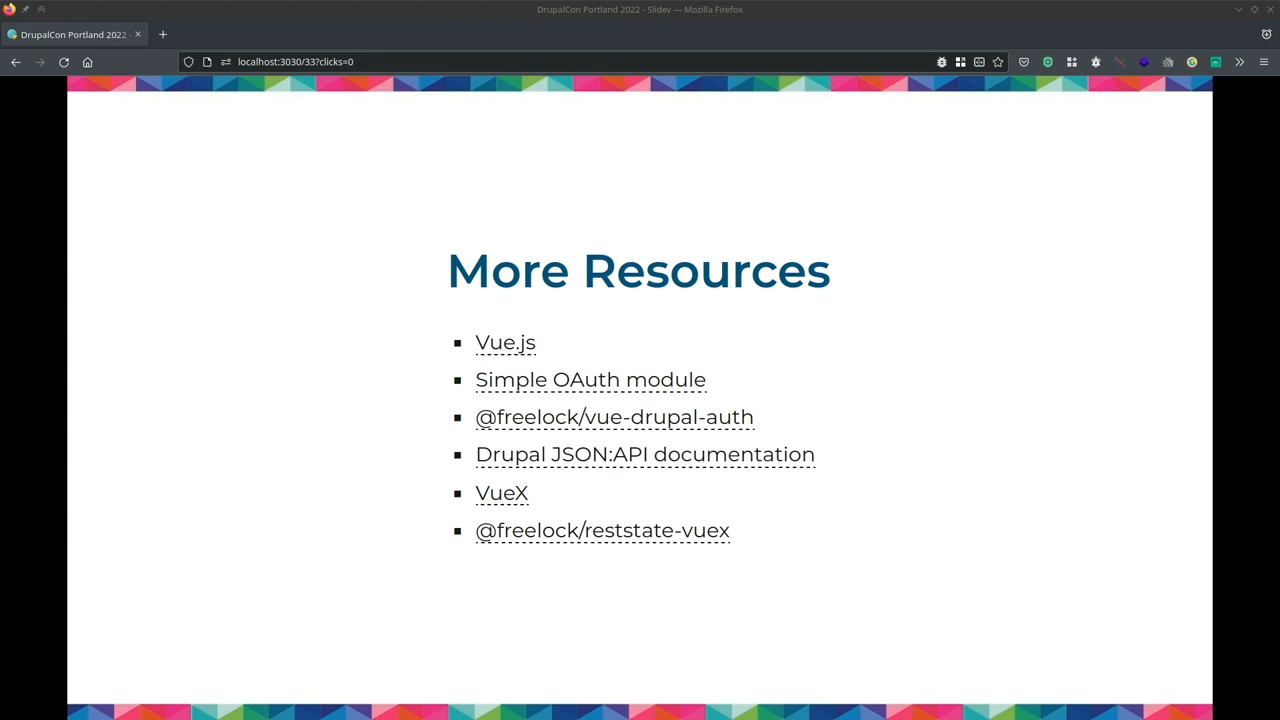 DrupalCon Portland 2022 - Slidev — Mozilla Firefox
DrupalCon Portland 2022
localhost:3030/33?clicks=0
More Resources
Vue.js
Simple OAuth module
@freelock/vue-drupal-auth
Drupal JSON:API documentation
VueX
@freelock/reststate-vuex